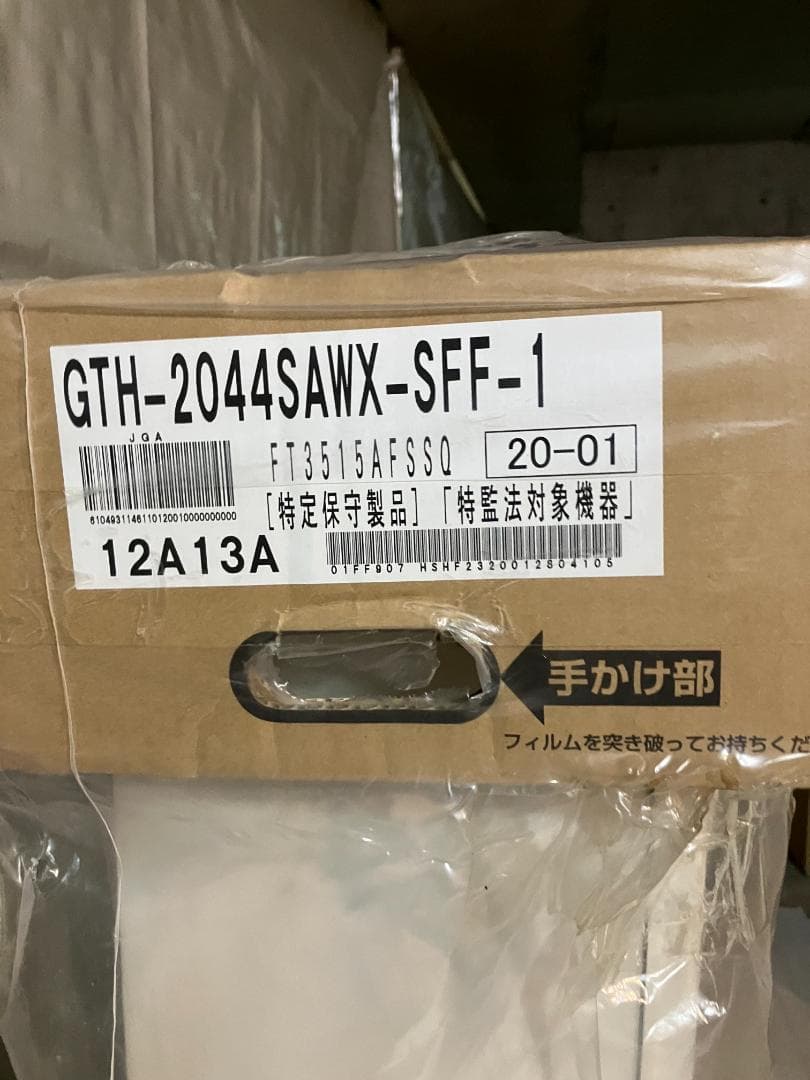 GTH-2044SAWX-SFF-1
JGA
FT3515AFSSQ 20-01
6104931146110120010000000000
[特定保守製品]「特監法対象機器」
12A13A
01FF907 HSHF2320012804105
手かけ部
フィルムを突き破ってお持ちくだ